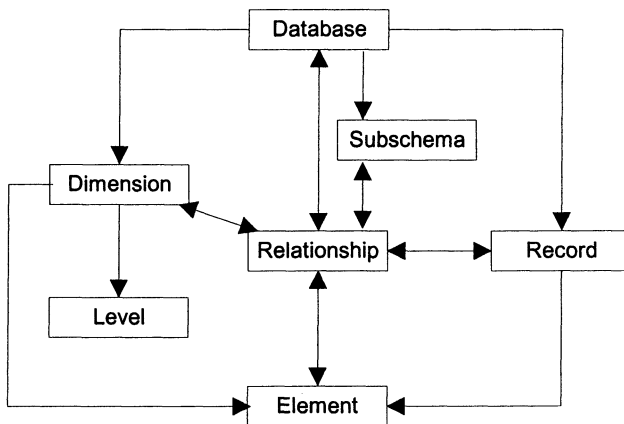 Database
Subschema
Dimension
Relationship
Record
Level
Element